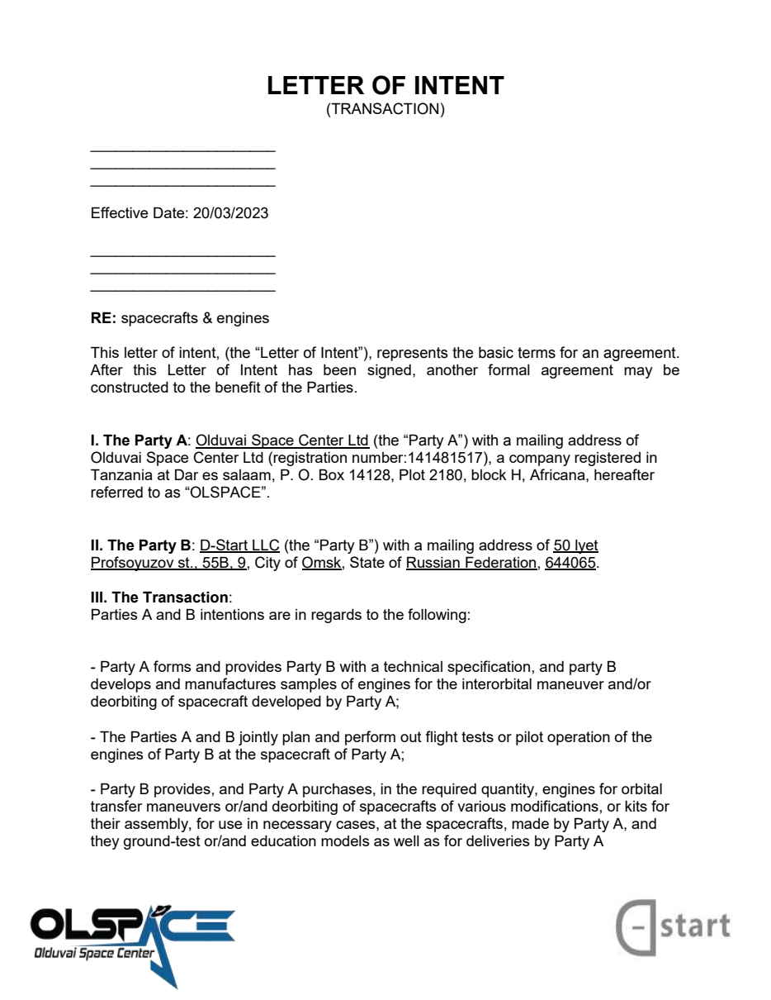 LETTER OF INTENT
(TRANSACTION)
Effective Date: 20/03/2023
RE: spacecrafts & engines
This letter of intent, (the “Letter of Intent”), represents the basic terms for an agreement.
After this Letter of Intent has been signed, another formal agreement may be
constructed to the benefit of the Parties.
I. The Party A: Olduvai Space Center Ltd (the “Party A”) with a mailing address of
Olduvai Space Center Ltd (registration number:141481517), a company registered in
Tanzania at Dar es salaam, P. O. Box 14128, Plot 2180, block H, Africana, hereafter
referred to as “OLSPACE”.
II. The Party B: D-Start LLC (the “Party B”) with a mailing address of 50 lyet
Profsoyuzov st., 55B, 9, City of Omsk, State of Russian Federation, 644065.
III. The Transaction:
Parties A and B intentions are in regards to the following:
- Party A forms and provides Party B with a technical specification, and party B
develops and manufactures samples of engines for the interorbital maneuver and/or
deorbiting of spacecraft developed by Party A;
- The Parties A and B jointly plan and perform out flight tests or pilot operation of the
engines of Party B at the spacecraft of Party A;
- Party B provides, and Party A purchases, in the required quantity, engines for orbital
transfer maneuvers or/and deorbiting of spacecrafts of various modifications, or kits for
their assembly, for use in necessary cases, at the spacecrafts, made by Party A, and
they ground-test or/and education models as well as for deliveries by Party A
OLSPACE
Olduvai Space Center
D-start